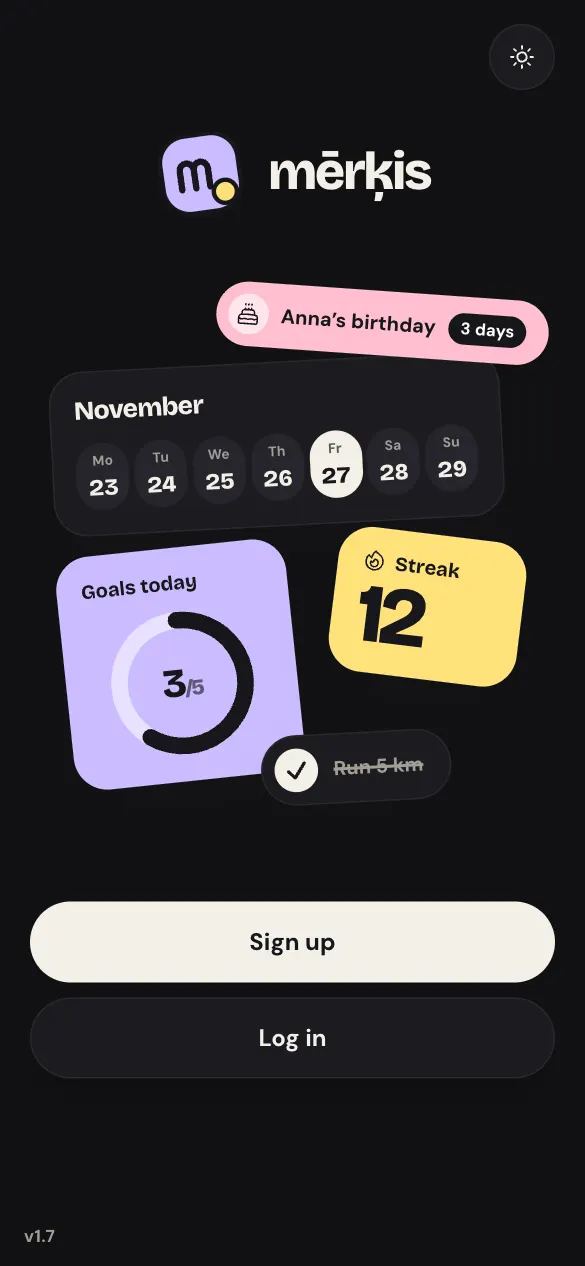 m
mērķis
Anna's birthday 3 days
November
Mo Tu We Th Fr Sa Su
23 24 25 26 27 28 29
Goals today
3/5
Streak
12
Run 5 km
Sign up
Log in
v1.7